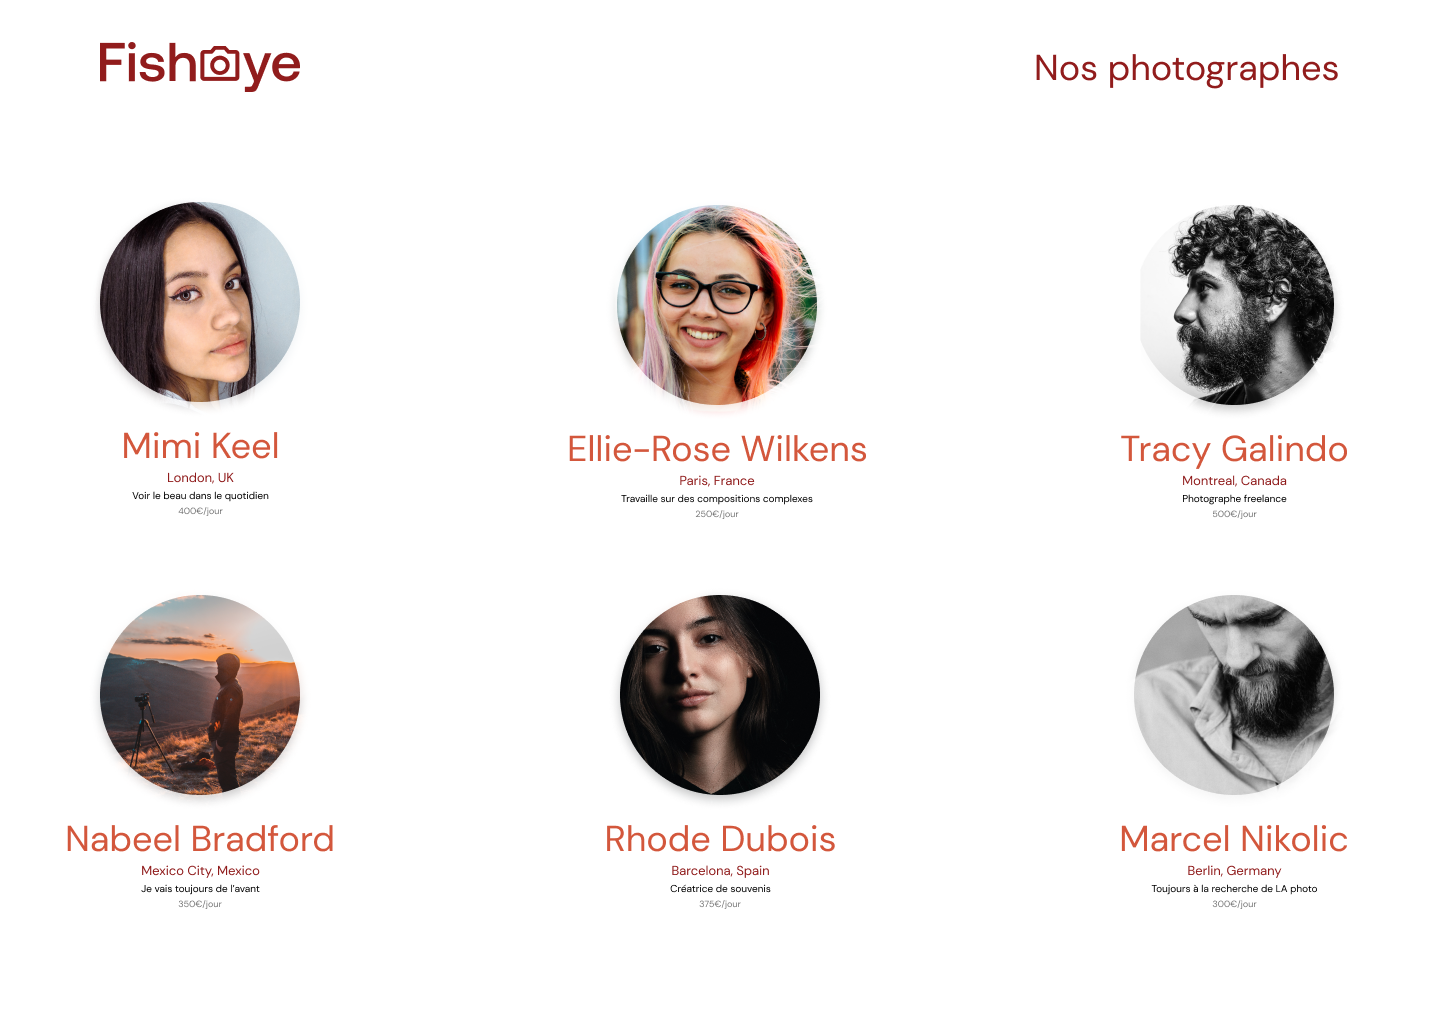 Fisheye
Nos photographes
Mimi Keel
London, UK
Voir le beau dans le quotidien
400€/jour
Ellie-Rose Wilkens
Paris, France
Travaille sur des compositions complexes
250€/jour
Tracy Galindo
Montreal, Canada
Photographe freelance
500€/jour
Nabeel Bradford
Mexico City, Mexico
Je vais toujours de l'avant
350€/jour
Rhode Dubois
Barcelona, Spain
Créatrice de souvenis
375€/jour
Marcel Nikolic
Berlin, Germany
Toujours à la recherche de LA photo
300€/jour